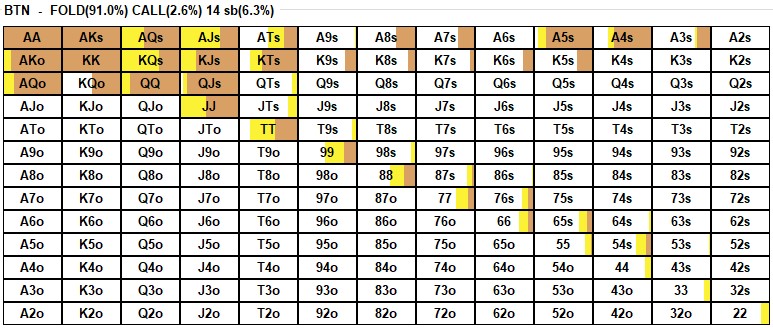 BTN - FOLD(91.0%) CALL(2.6%) 14 sb(6.3%)
AA AKs AQs AJs ATs A9s A8s A7s A6s A5s A4s A3s A2s
AKo KK KQs KJs KTs K9s K8s K7s K6s K5s K4s K3s K2s
AQo KQo QQ QJs QTs Q9s Q8s Q7s Q6s Q5s Q4s Q3s Q2s
AJo KJo QJo JJ JTs J9s J8s J7s J6s J5s J4s J3s J2s
ATo KTo QTo JTo TT T9s T8s T7s T6s T5s T4s T3s T2s
A9o K9o Q9o J9o T9o 99 98s 97s 96s 95s 94s 93s 92s
A8o K8o Q8o J8o T8o 98o 88 87s 86s 85s 84s 83s 82s
A7o K7o Q7o J7o T7o 97o 87o 77 76s 75s 74s 73s 72s
A6o K6o Q6o J6o T6o 96o 86o 76o 66 65s 64s 63s 62s
A5o K5o Q5o J5o T5o 95o 85o 75o 65o 55 54s 53s 52s
A4o K4o Q4o J4o T4o 94o 84o 74o 64o 54o 44 43s 42s
A3o K3o Q3o J3o T3o 93o 83o 73o 63o 53o 43o 33 32s
A2o K2o Q2o J2o T2o 92o 82o 72o 62o 52o 42o 32o 22